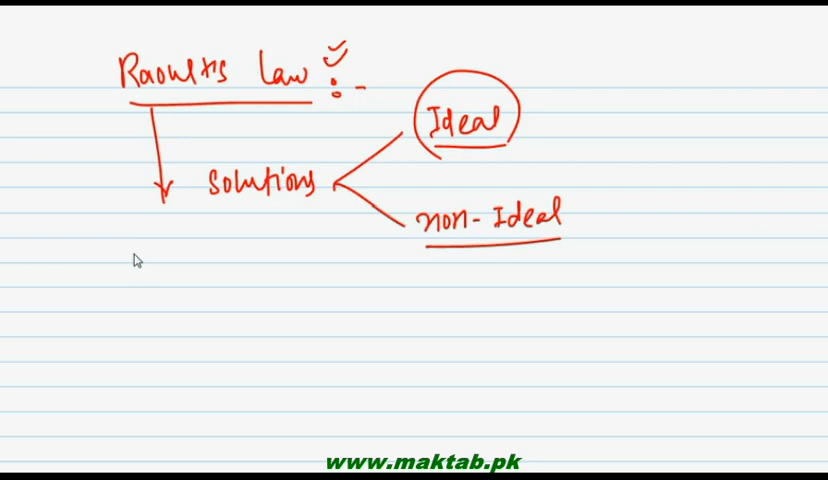 Raoult's Law :-
Ideal
Solutions
non-Ideal
www.maktab.pk